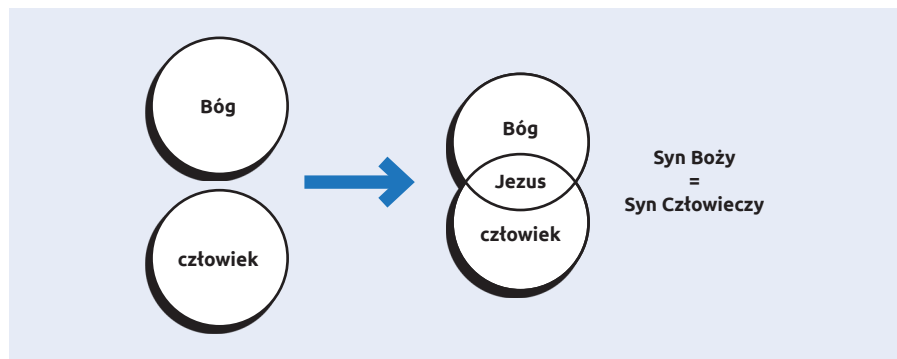 Bóg
człowiek
Bóg
Jezus
człowiek
Syn Boży
=
Syn Człowieczy